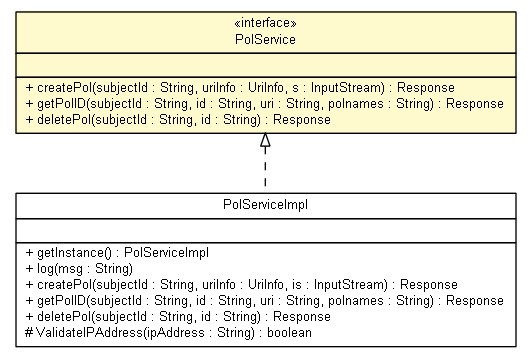 «interface»
PolService
+ createPol(subjectId : String, uriInfo : UriInfo, s : InputStream) : Response
+ getPolID(subjectId : String, id : String, uri : String, polnames : String) : Response
+ deletePol(subjectId : String, id : String) : Response
PolServiceImpl
+ getInstance() : PolServiceImpl
+ log(msg : String)
+ createPol(subjectId : String, uriInfo : UriInfo, is : InputStream) : Response
+ getPolID(subjectId : String, id : String, uri : String, polnames : String) : Response
+ deletePol(subjectId : String, id : String) : Response
# ValidateIPAddress(ipAddress : String) : boolean